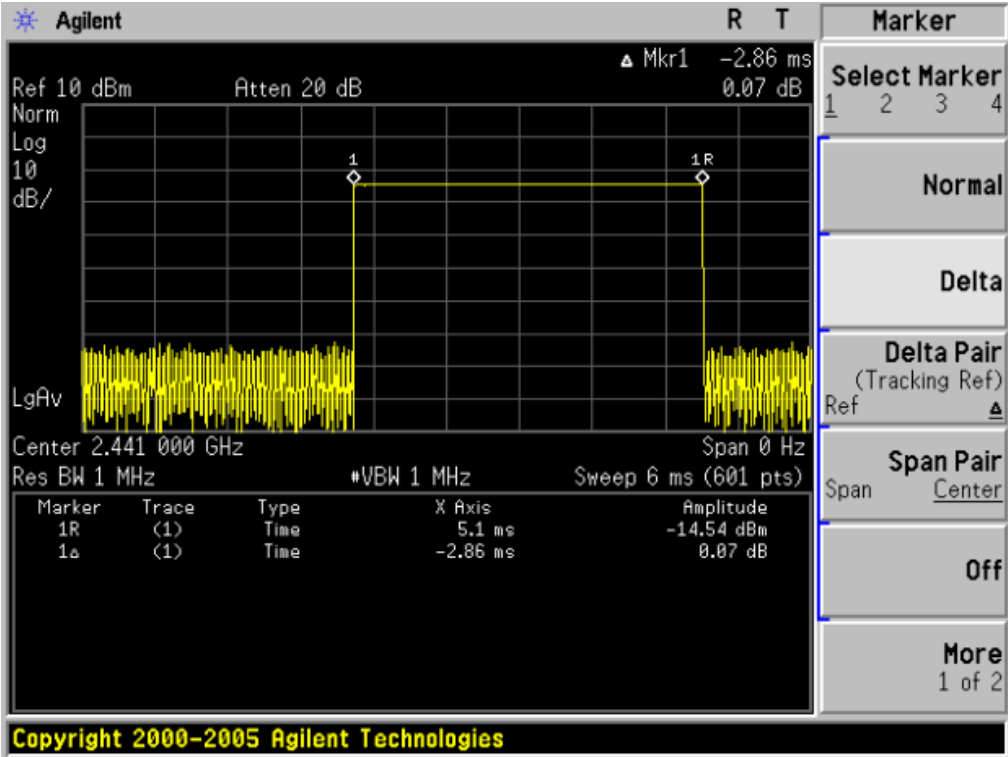 Agilent R T Marker
Δ Mkr1 -2.86 ms
Ref 10 dBm Atten 20 dB 0.07 dB
Norm
Log
10
dB/
1
1R
LgAv
Center 2.441 000 GHz Span 0 Hz
Res BW 1 MHz #VBW 1 MHz Sweep 6 ms (601 pts)
Marker Trace Type X Axis Amplitude
1R (1) Time 5.1 ms -14.54 dBm
1Δ (1) Time -2.86 ms 0.07 dB
Select Marker
1 2 3 4
Normal
Delta
Delta Pair
(Tracking Ref)
Ref Δ
Span Pair
Span Center
Off
More
1 of 2
Copyright 2000-2005 Agilent Technologies